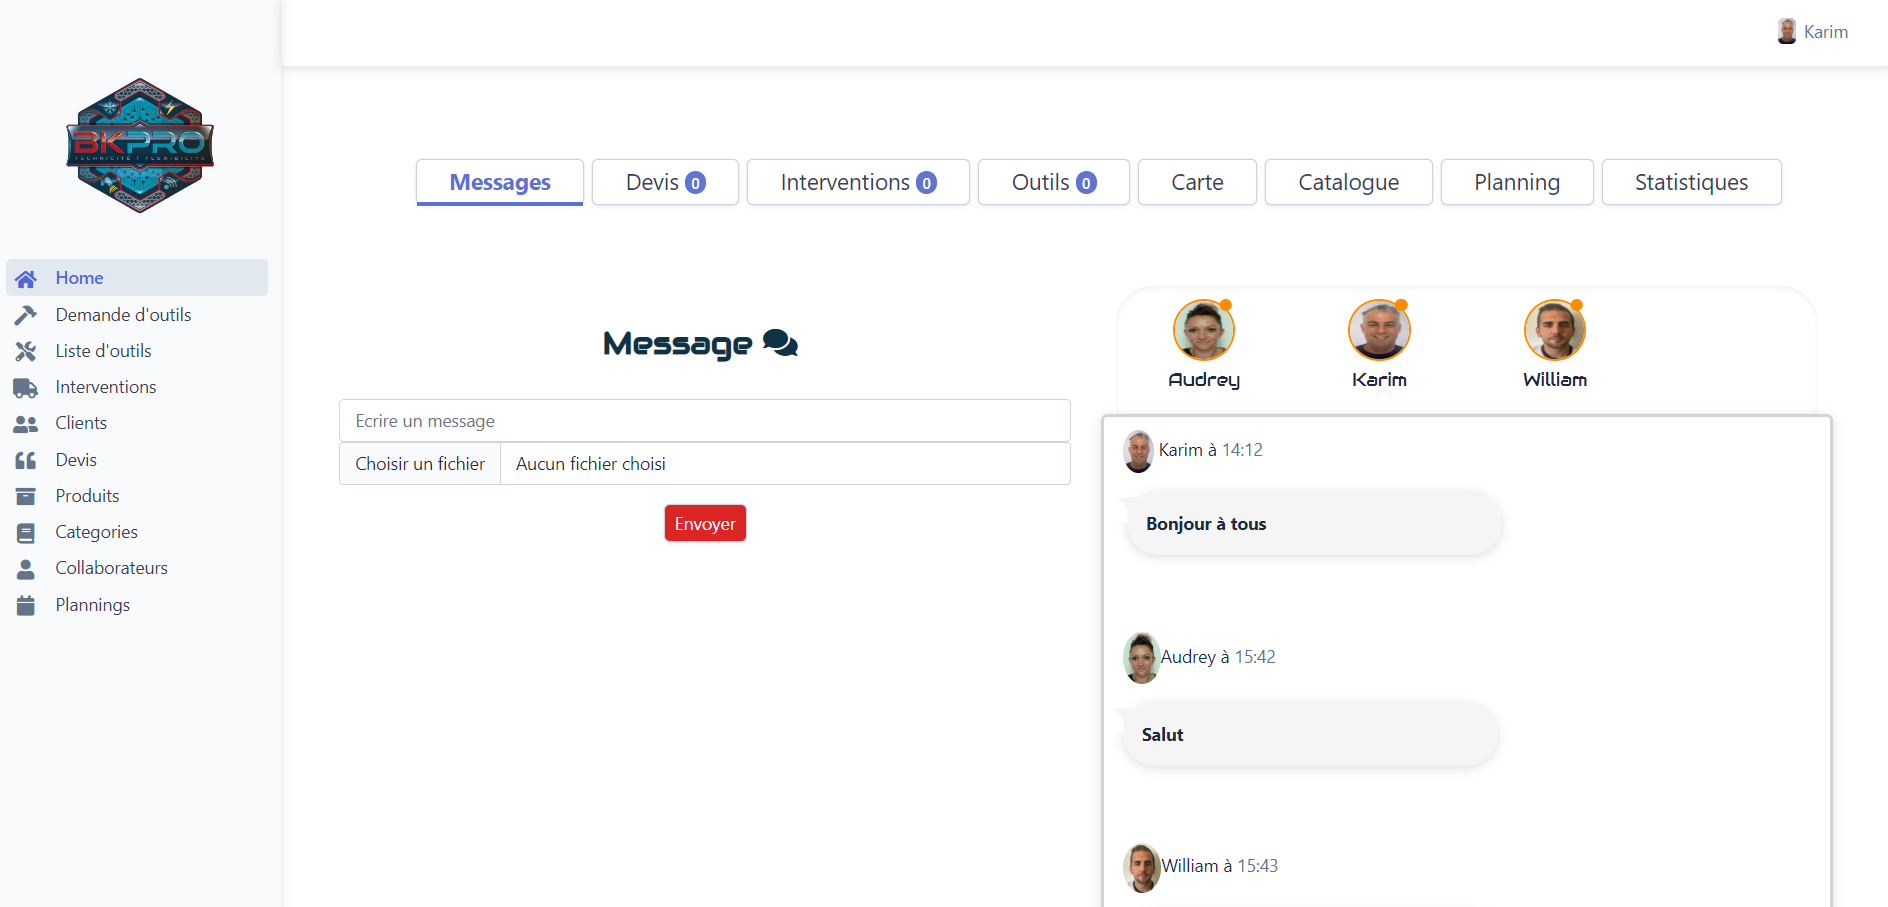 Karim
BKPRO
TECHNICITÉ | FLEXIBILITÉ
Messages
Devis 0
Interventions 0
Outils 0
Carte
Catalogue
Planning
Statistiques
Home
Demande d'outils
Liste d'outils
Interventions
Clients
Devis
Produits
Categories
Collaborateurs
Plannings
Message
Ecrire un message
Choisir un fichier Aucun fichier choisi
Envoyer
Audrey
Karim
William
Karim à 14:12
Bonjour à tous
Audrey à 15:42
Salut
William à 15:43